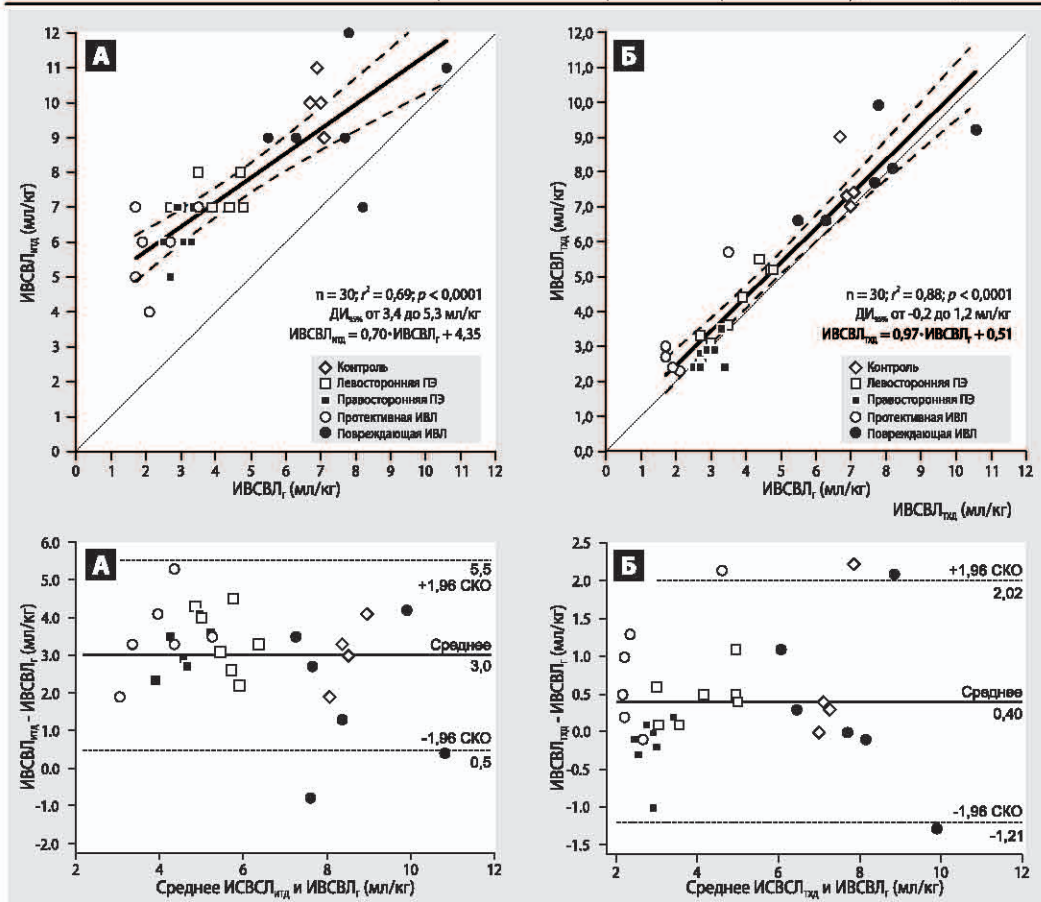 А
ИВСВЛитд (мл/кг)
12
11
10
9
8
7
6
5
4
3
2
1
0
n = 30; r² = 0,69; p < 0,0001
ДИ95% от 3,4 до 5,3 мл/кг
ИВСВЛитд = 0,70·ИВСВЛг + 4,35
Контроль
Левосторонняя ПЭ
Правосторонняя ПЭ
Протективная ИВЛ
Повреждающая ИВЛ
0 1 2 3 4 5 6 7 8 9 10 11 12
ИВСВЛг (мл/кг)
Б
ИВСВЛтхд (мл/кг)
12,0
11,0
10,0
9,0
8,0
7,0
6,0
5,0
4,0
3,0
2,0
1,0
0,0
n = 30; r² = 0,88; p < 0,0001
ДИ95% от -0,2 до 1,2 мл/кг
ИВСВЛтхд = 0,97·ИВСВЛг + 0,51
Контроль
Левосторонняя ПЭ
Правосторонняя ПЭ
Протективная ИВЛ
Повреждающая ИВЛ
0 1 2 3 4 5 6 7 8 9 10 11 12
ИВСВЛг (мл/кг)
ИВСВЛтхд (мл/кг)
А
ИВСВЛитд - ИВСВЛг (мл/кг)
6.0
5.0
4.0
3.0
2.0
1.0
0.0
-1.0
-2.0
5,5
+1,96 СКО
Среднее
3,0
-1,96 СКО
0,5
2 4 6 8 10 12
Среднее ИСВСЛитд и ИВСВЛг (мл/кг)
Б
ИВСВЛтхд - ИВСВЛг (мл/кг)
2.5
2.0
1.5
1.0
0.5
0.0
-0.5
-1.0
-1.5
+1,96 СКО
2,02
Среднее
0,40
-1,96 СКО
-1,21
2 4 6 8 10 12
Среднее ИСВСЛтхд и ИВСВЛг (мл/кг)